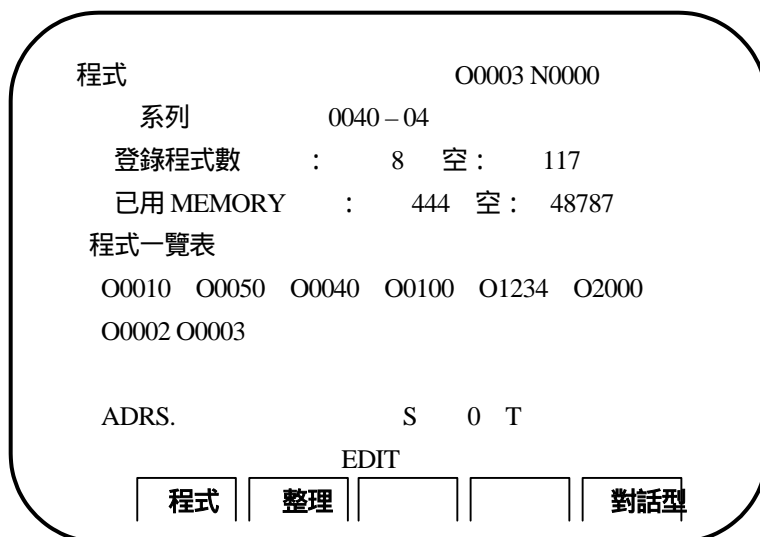 程式 O0003 N0000
系列 0040 – 04
登錄程式數 : 8 空 : 117
已用 MEMORY : 444 空 : 48787
程式一覽表
O0010 O0050 O0040 O0100 O1234 O2000
O0002 O0003
ADRS. S 0 T
EDIT
程式 整理 對話型